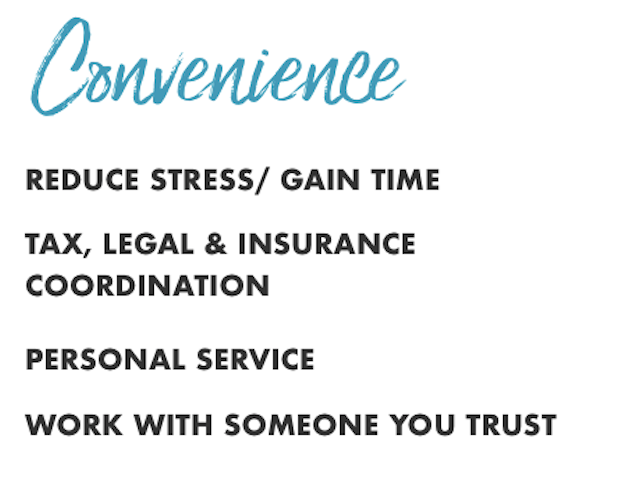 Convenience
REDUCE STRESS/ GAIN TIME
TAX, LEGAL & INSURANCE
COORDINATION
PERSONAL SERVICE
WORK WITH SOMEONE YOU TRUST